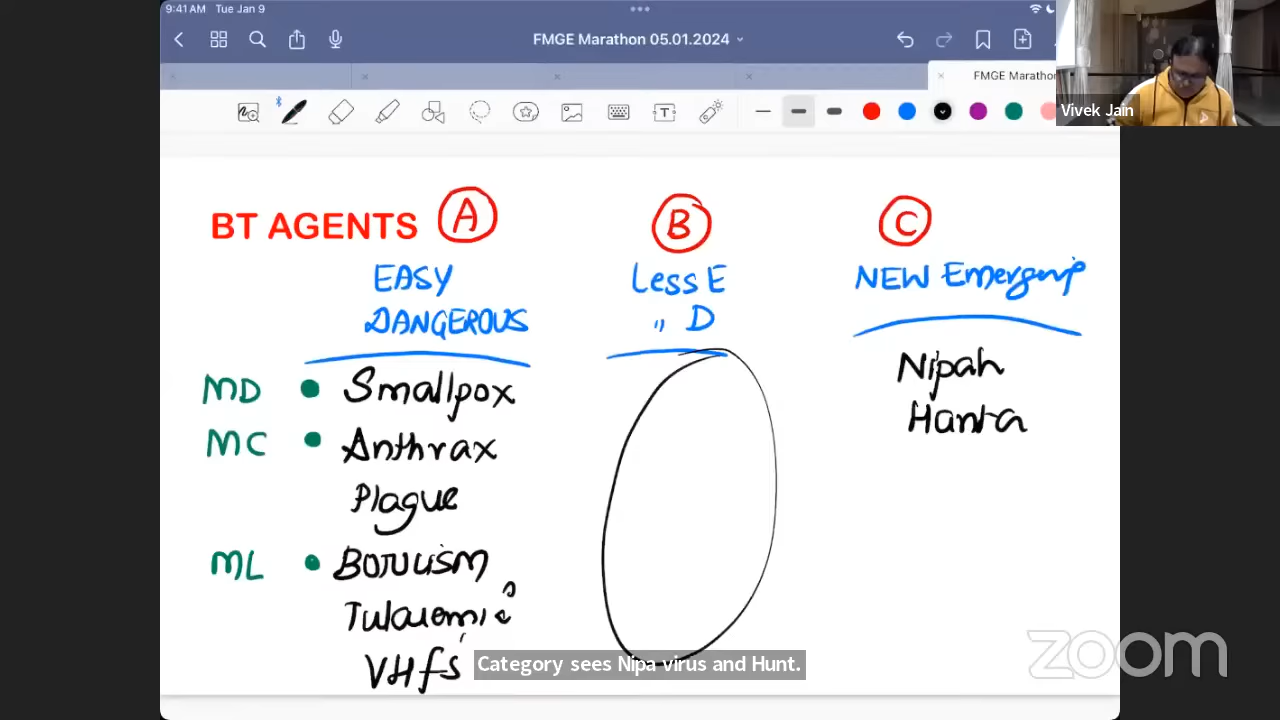 9:41 AM Tue Jan 9
FMGE Marathon 05.01.2024
FMGE Marathon
Vivek Jain
BT AGENTS A B C
EASY Less E NEW Emerging
DANGEROUS " D
MD • Smallpox Nipah
MC • Anthrax Hanta
Plague
ML • Botulism
Tularemia
VHfs
Category sees Nipa virus and Hunt.
zoom